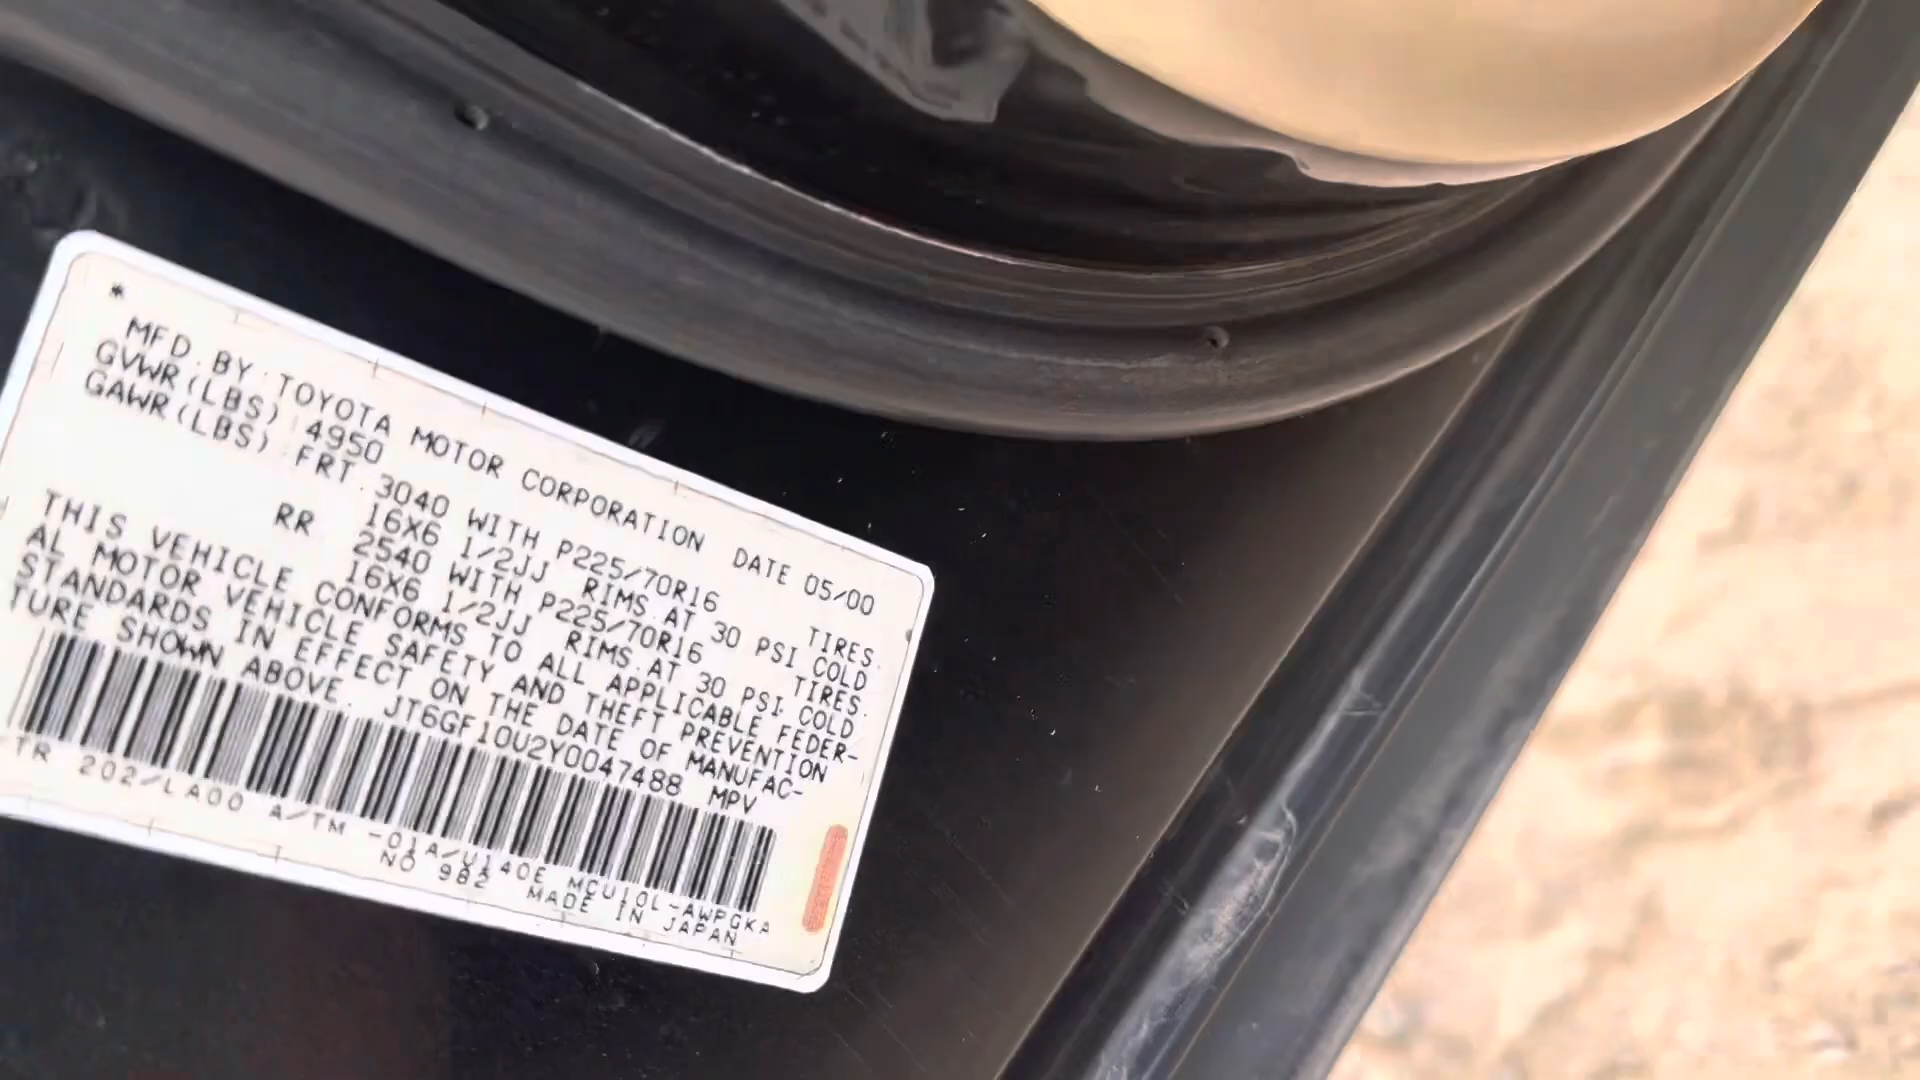 *
MFD. BY: TOYOTA MOTOR CORPORATION DATE 05/00
GVWR(LBS) 4950
GAWR(LBS) FRT. 3040 WITH P225/70R16 TIRES.
16X6 1/2JJ RIMS.AT 30 PSI COLD
RR 2540 WITH P225/70R16 TIRES.
16X6 1/2JJ RIMS.AT 30 PSI COLD
THIS VEHICLE CONFORMS TO ALL APPLICABLE FEDER-
AL MOTOR VEHICLE SAFETY AND THEFT PREVENTION
STANDARDS IN EFFECT ON THE DATE OF MANUFAC-
TURE SHOWN ABOVE. JT6GF10U2Y0047488 MPV
TR 202/LA00 A/TM -01A/U140E MCU10L-AWPGKA
NO 982 MADE IN JAPAN